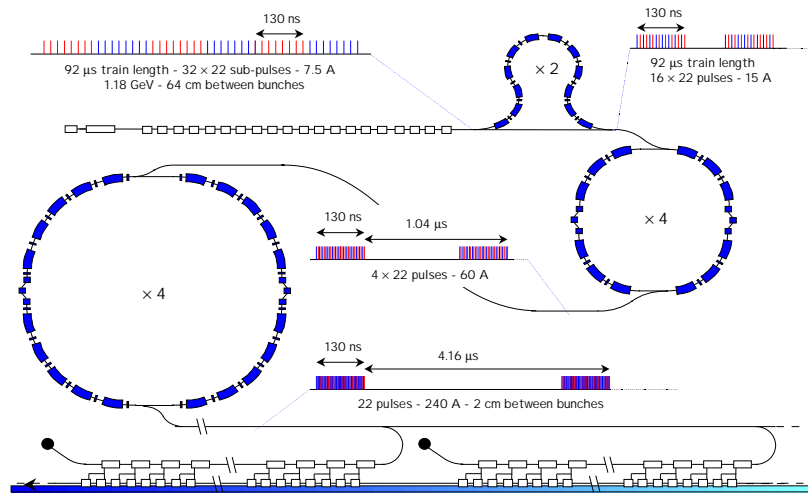 130 ns
92 µs train length - 32 × 22 sub-pulses - 7.5 A
1.18 GeV - 64 cm between bunches
× 2
130 ns
92 µs train length
16 × 22 pulses - 15 A
× 4
130 ns
1.04 µs
4 × 22 pulses - 60 A
× 4
130 ns
4.16 µs
22 pulses - 240 A - 2 cm between bunches